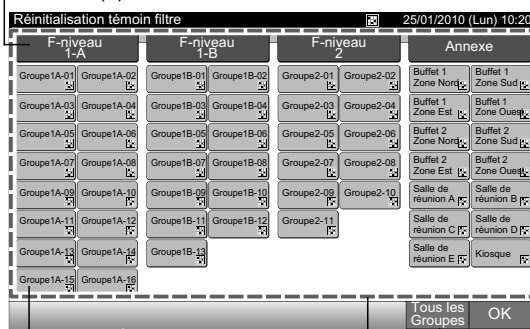 Réinitialisation témoin filtre 25/01/2010 (Lun) 10:20
F-niveau
1-A
F-niveau
1-B
F-niveau
2
Annexe
Groupe1A-01 Groupe1A-02 Groupe1B-01 Groupe1B-02 Groupe2-01 Groupe2-02 Buffet 1 Zone Nord Buffet 1 Zone Sud
Groupe1A-03 Groupe1A-04 Groupe1B-03 Groupe1B-04 Groupe2-03 Groupe2-04 Buffet 1 Zone Est Buffet 1 Zone Ouest
Groupe1A-05 Groupe1A-06 Groupe1B-05 Groupe1B-06 Groupe2-05 Groupe2-06 Buffet 2 Zone Nord Buffet 2 Zone Sud
Groupe1A-07 Groupe1A-08 Groupe1B-07 Groupe1B-08 Groupe2-07 Groupe2-08 Buffet 2 Zone Est Buffet 2 Zone Ouest
Groupe1A-09 Groupe1A-10 Groupe1B-09 Groupe1B-10 Groupe2-09 Groupe2-10 Salle de réunion A Salle de réunion B
Groupe1A-11 Groupe1A-12 Groupe1B-11 Groupe1B-12 Groupe2-11 Salle de réunion C Salle de réunion D
Groupe1A-13 Groupe1A-14 Groupe1B-13 Salle de réunion E Kiosque
Groupe1A-15 Groupe1A-16
Tous les
Groupes
OK